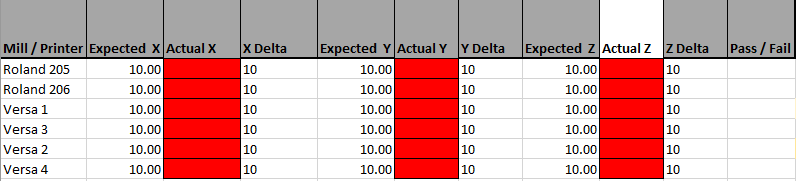 Mill / Printer Expected X Actual X X Delta Expected Y Actual Y Y Delta Expected Z Actual Z Z Delta Pass / Fail
Roland 205 10.00 10 10.00 10 10.00 10
Roland 206 10.00 10 10.00 10 10.00 10
Versa 1 10.00 10 10.00 10 10.00 10
Versa 3 10.00 10 10.00 10 10.00 10
Versa 2 10.00 10 10.00 10 10.00 10
Versa 4 10.00 10 10.00 10 10.00 10